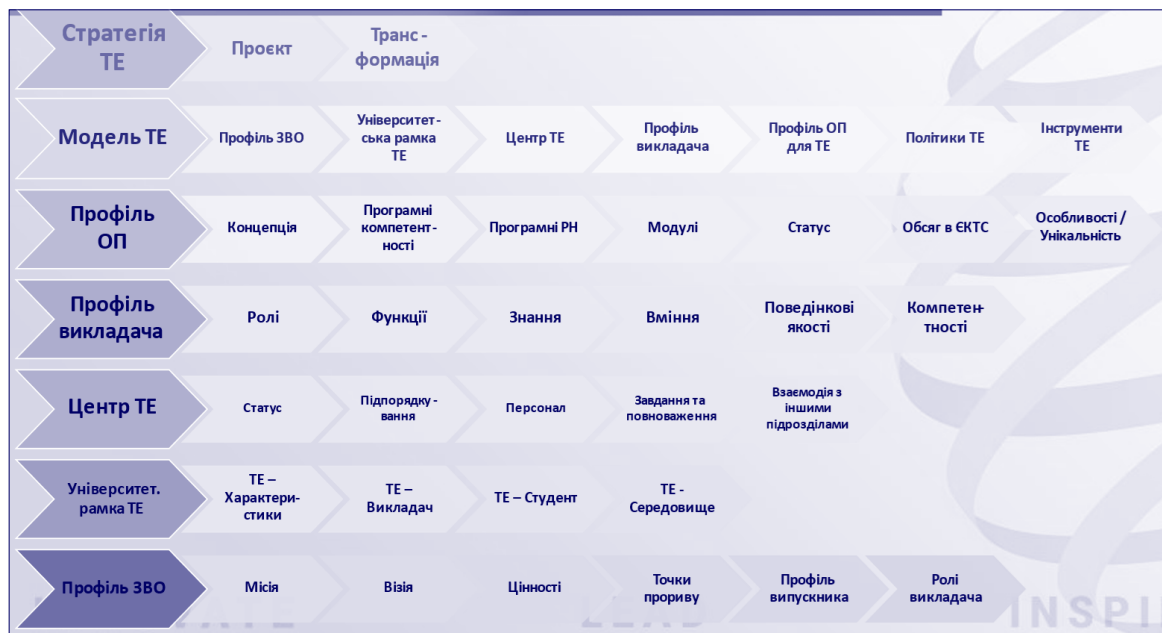 Стратегія
ТЕ
Проєкт
Транс -
формація
Модель ТЕ
Профіль ЗВО
Університет -
ська рамка
ТЕ
Центр ТЕ
Профіль
викладача
Профіль ОП
для ТЕ
Політики ТЕ
Інструменти
ТЕ
Профіль
ОП
Концепція
Програмні
компетент-
ності
Програмні РН
Модулі
Статус
Обсяг в ЄКТС
Особливості /
Унікальність
Профіль
викладача
Ролі
Функції
Знання
Вміння
Поведінкові
якості
Компетен-
тності
Центр ТЕ
Статус
Підпорядку -
вання
Персонал
Завдання та
повноваження
Взаємодія з
іншими
підрозділами
Університет.
рамка ТЕ
ТЕ –
Характери-
стики
ТЕ –
Викладач
ТЕ – Студент
ТЕ -
Середовище
Профіль ЗВО
Місія
Візія
Цінності
Точки
прориву
Профіль
випускника
Ролі
викладача
LEAD
INSPI